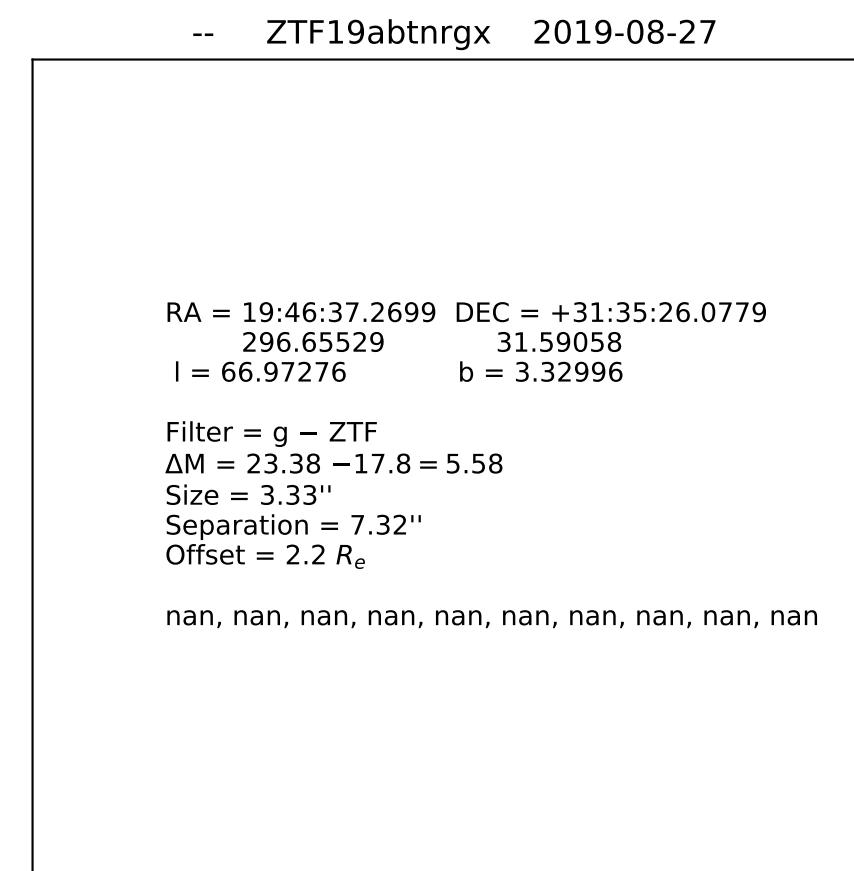 -- ZTF19abtnrgx 2019-08-27
RA = 19:46:37.2699 DEC = +31:35:26.0779
296.65529 31.59058
l = 66.97276 b = 3.32996
Filter = g − ZTF
ΔM = 23.38 −17.8 = 5.58
Size = 3.33''
Separation = 7.32''
Offset = 2.2 Re
nan, nan, nan, nan, nan, nan, nan, nan, nan, nan